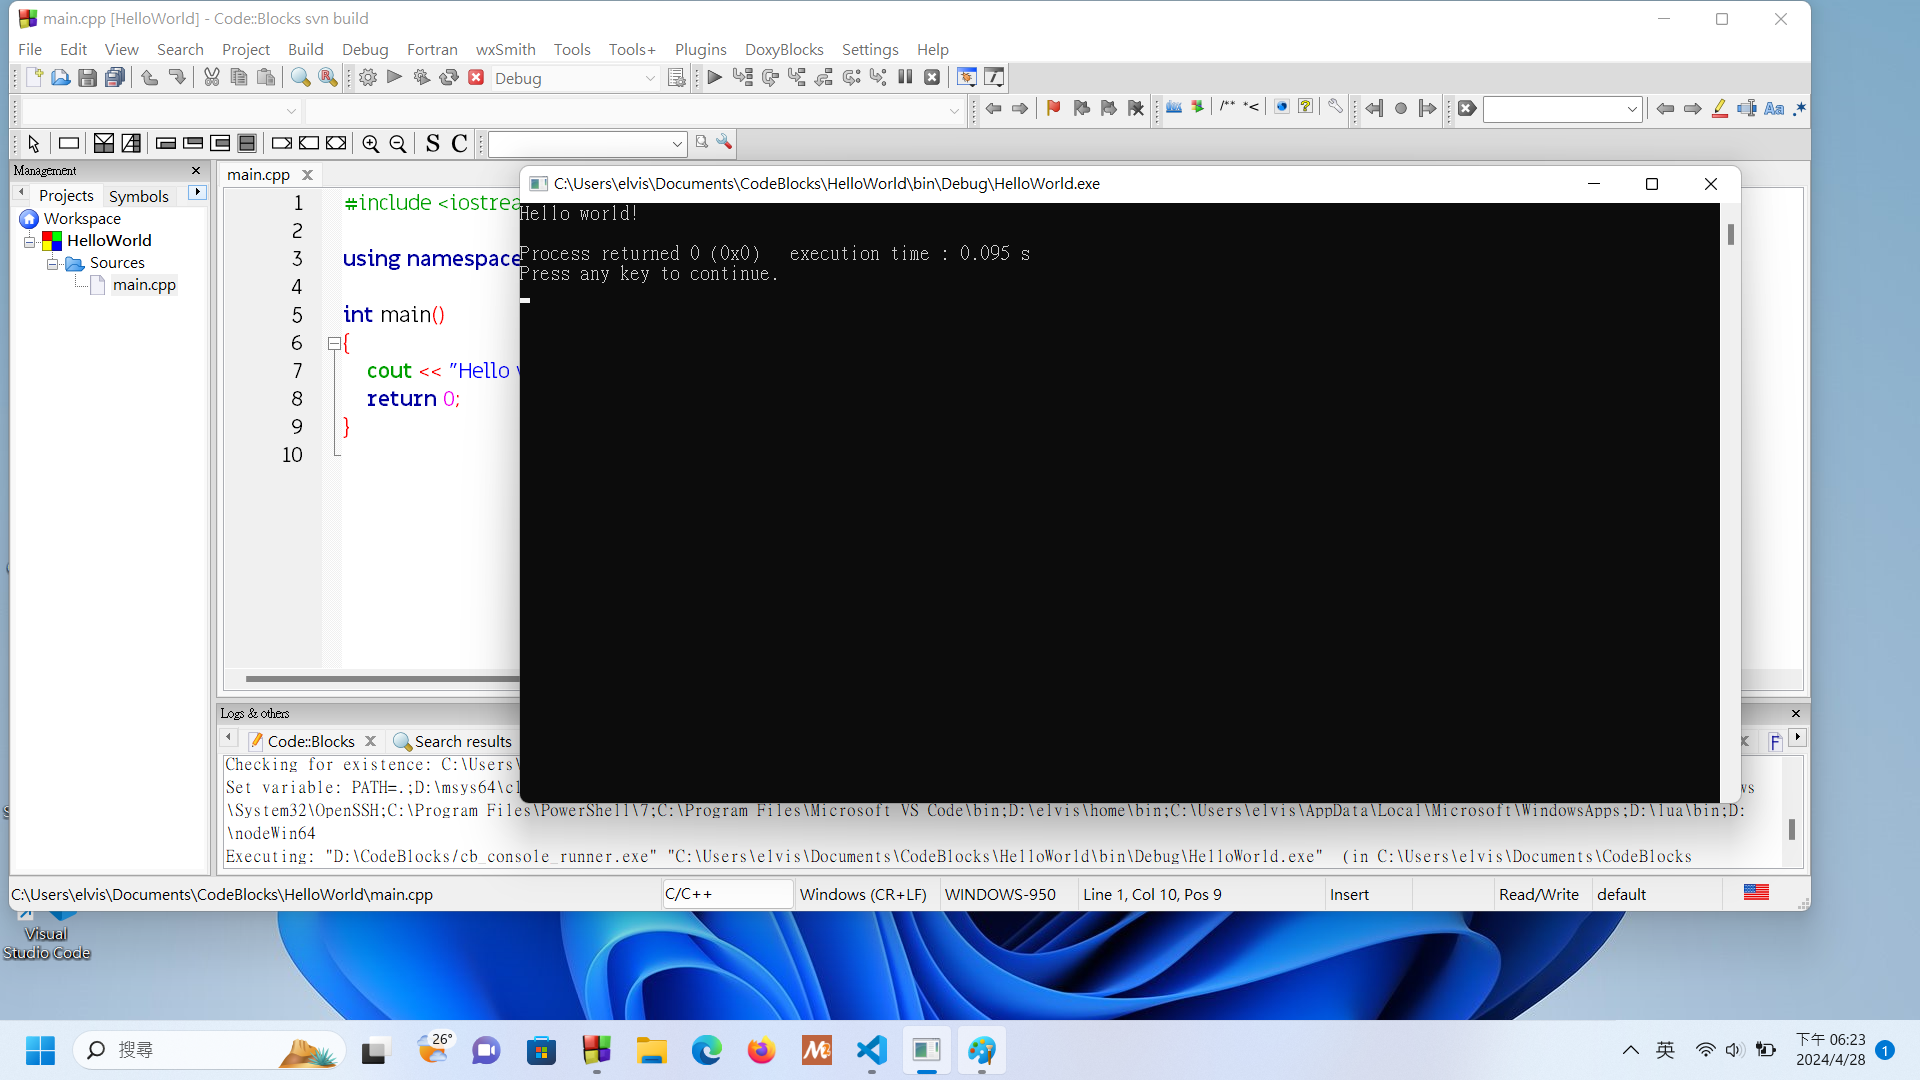 main.cpp [HelloWorld] - Code::Blocks svn build
File Edit View Search Project Build Debug Fortran wxSmith Tools Tools+ Plugins DoxyBlocks Settings Help
Debug
/** *<
Aa .*
S C
Management
Projects Symbols
Workspace
HelloWorld
Sources
main.cpp
main.cpp
1 #include <iostrea
2
3 using namespace
4
5 int main()
6 {
7 cout << "Hello
8 return 0;
9 }
10
C:\Users\elvis\Documents\CodeBlocks\HelloWorld\bin\Debug\HelloWorld.exe
Hello world!
Process returned 0 (0x0)   execution time : 0.095 s
Press any key to continue.
Logs & others
Code::Blocks Search results
F
Checking for existence: C:\Users\
Set variable: PATH=.;D:\msys64\cl
ws
\System32\OpenSSH;C:\Program Files\PowerShell\7;C:\Program Files\Microsoft VS Code\bin;D:\elvis\home\bin;C:\Users\elvis\AppData\Local\Microsoft\WindowsApps;D:\lua\bin;D:
\nodeWin64
Executing: "D:\CodeBlocks/cb_console_runner.exe" "C:\Users\elvis\Documents\CodeBlocks\HelloWorld\bin\Debug\HelloWorld.exe"  (in C:\Users\elvis\Documents\CodeBlocks
C:\Users\elvis\Documents\CodeBlocks\HelloWorld\main.cpp C/C++ Windows (CR+LF) WINDOWS-950 Line 1, Col 10, Pos 9 Insert Read/Write default
Visual
Studio Code
搜尋
26°
英
下午 06:23
2024/4/28
1